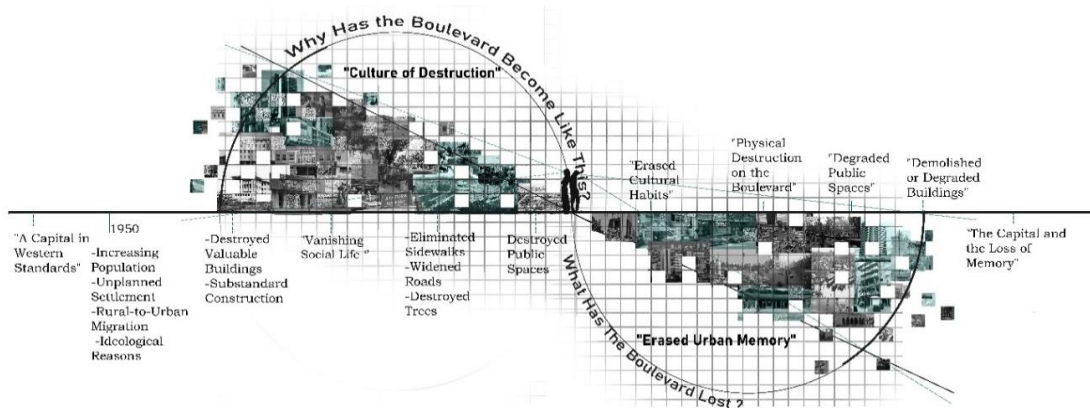 Why Has the Boulevard Become Like This?
"Culture of Destruction"
"Erased
Cultural
Habits"
"Physical
Destruction
on the
Boulevard"
"Degraded
Public
Spaces"
"Demolished
or Degraded
Buildings"
"A Capital in
Western
Standards"
1950
-Increasing
Population
-Unplanned
Settlement
-Rural-to-Urban
Migration
-Ideological
Reasons
-Destroyed
Valuable
Buildings
-Substandard
Construction
"Vanishing
Social Life "
-Eliminated
Sidewalks
-Widened
Roads
-Destroyed
Trees
Destroyed
Public
Spaces
"The Capital and
the Loss of
Memory"
What Has The Boulevard Lost ?
"Erased Urban Memory"